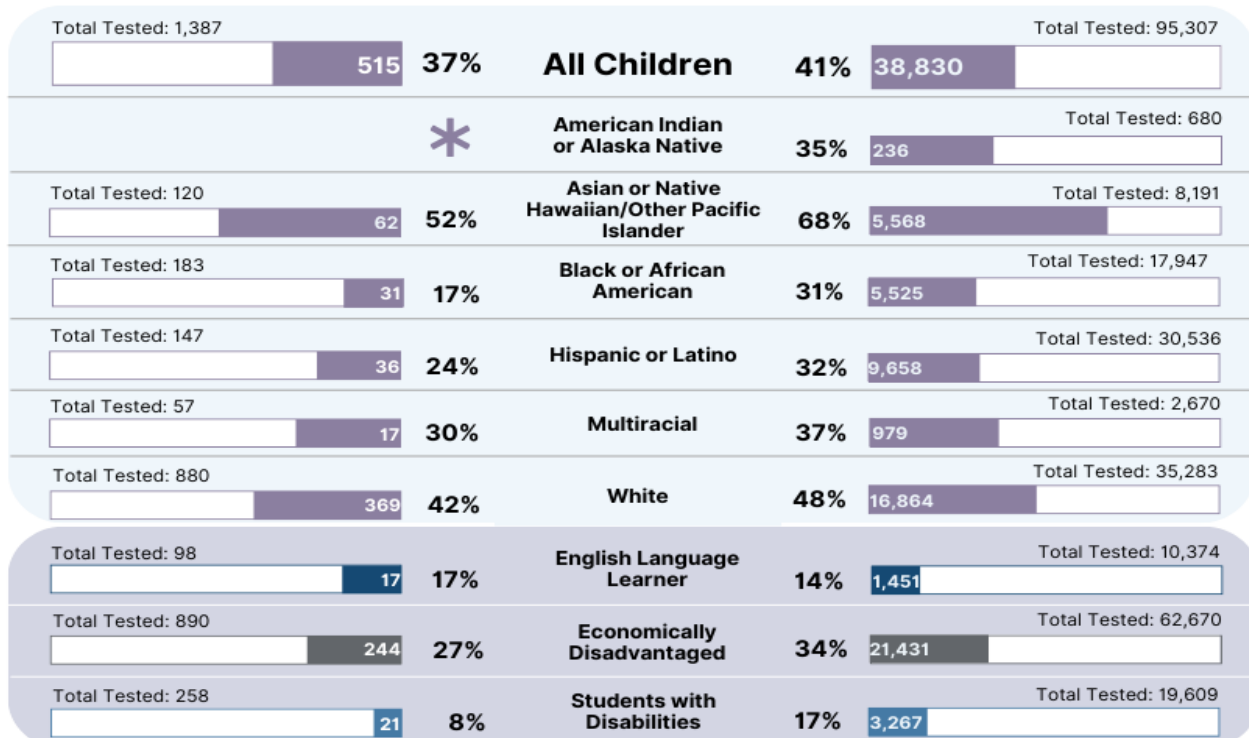 Total Tested: 1,387
Total Tested: 95,307
515 37% All Children 41% 38,830
Total Tested: 680
* American Indian
or Alaska Native 35% 236
Total Tested: 120
Asian or Native
Total Tested: 8,191
62 52% Hawaiian/Other Pacific 68% 5,568
Islander
Total Tested: 183
Black or African
Total Tested: 17,947
31 17% American 31% 5,525
Total Tested: 147
Total Tested: 30,536
36 24% Hispanic or Latino 32% 9,658
Total Tested: 57
Total Tested: 2,670
17 30% Multiracial 37% 979
Total Tested: 880
Total Tested: 35,283
369 42% White 48% 16,864
Total Tested: 98
English Language
Total Tested: 10,374
17 17% Learner 14% 1,451
Total Tested: 890
Total Tested: 62,670
Economically
244 27% Disadvantaged 34% 21,431
Total Tested: 258
Total Tested: 19,609
Students with
21 8% Disabilities 17% 3,267